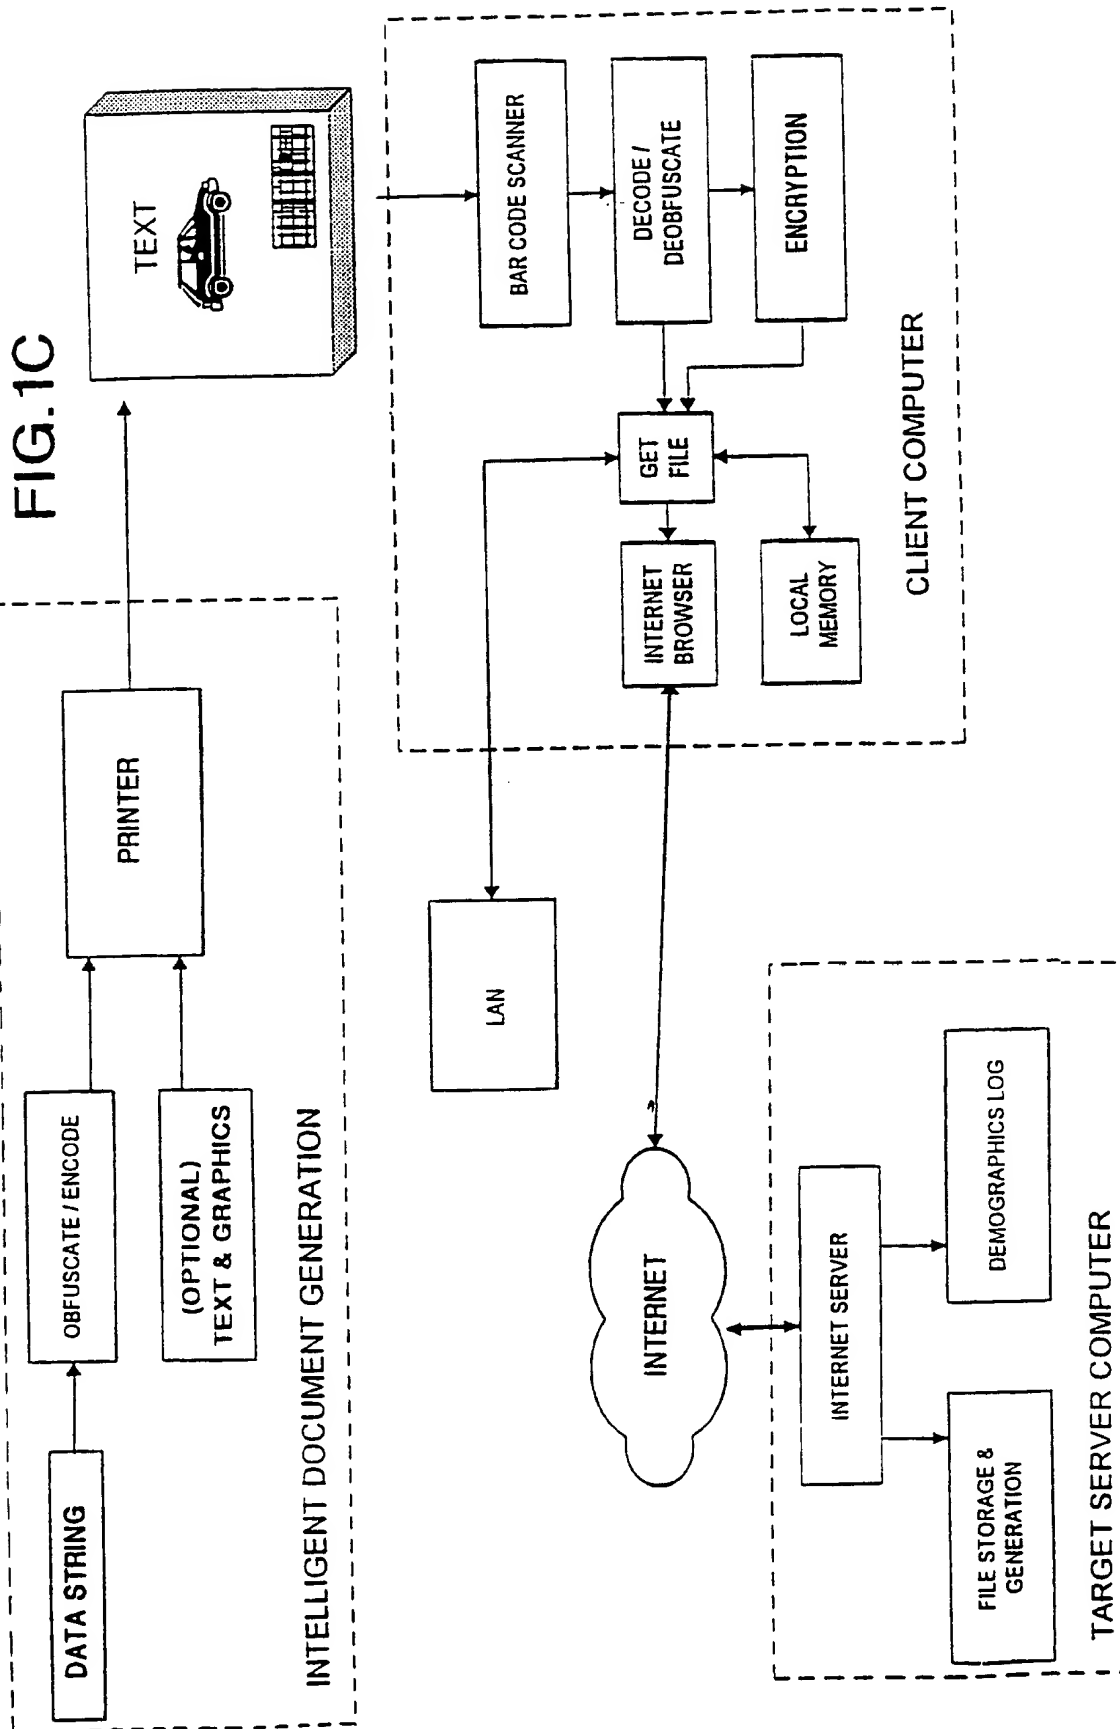 FIG.1C
DATA STRING
OBFUSCATE / ENCODE
(OPTIONAL)
TEXT & GRAPHICS
PRINTER
INTELLIGENT DOCUMENT GENERATION
TEXT
LAN
BAR CODE SCANNER
DECODE /
DEOBFUSCATE
ENCRYPTION
GET
FILE
INTERNET
BROWSER
LOCAL
MEMORY
CLIENT COMPUTER
INTERNET
INTERNET SERVER
FILE STORAGE &
GENERATION
DEMOGRAPHICS LOG
TARGET SERVER COMPUTER